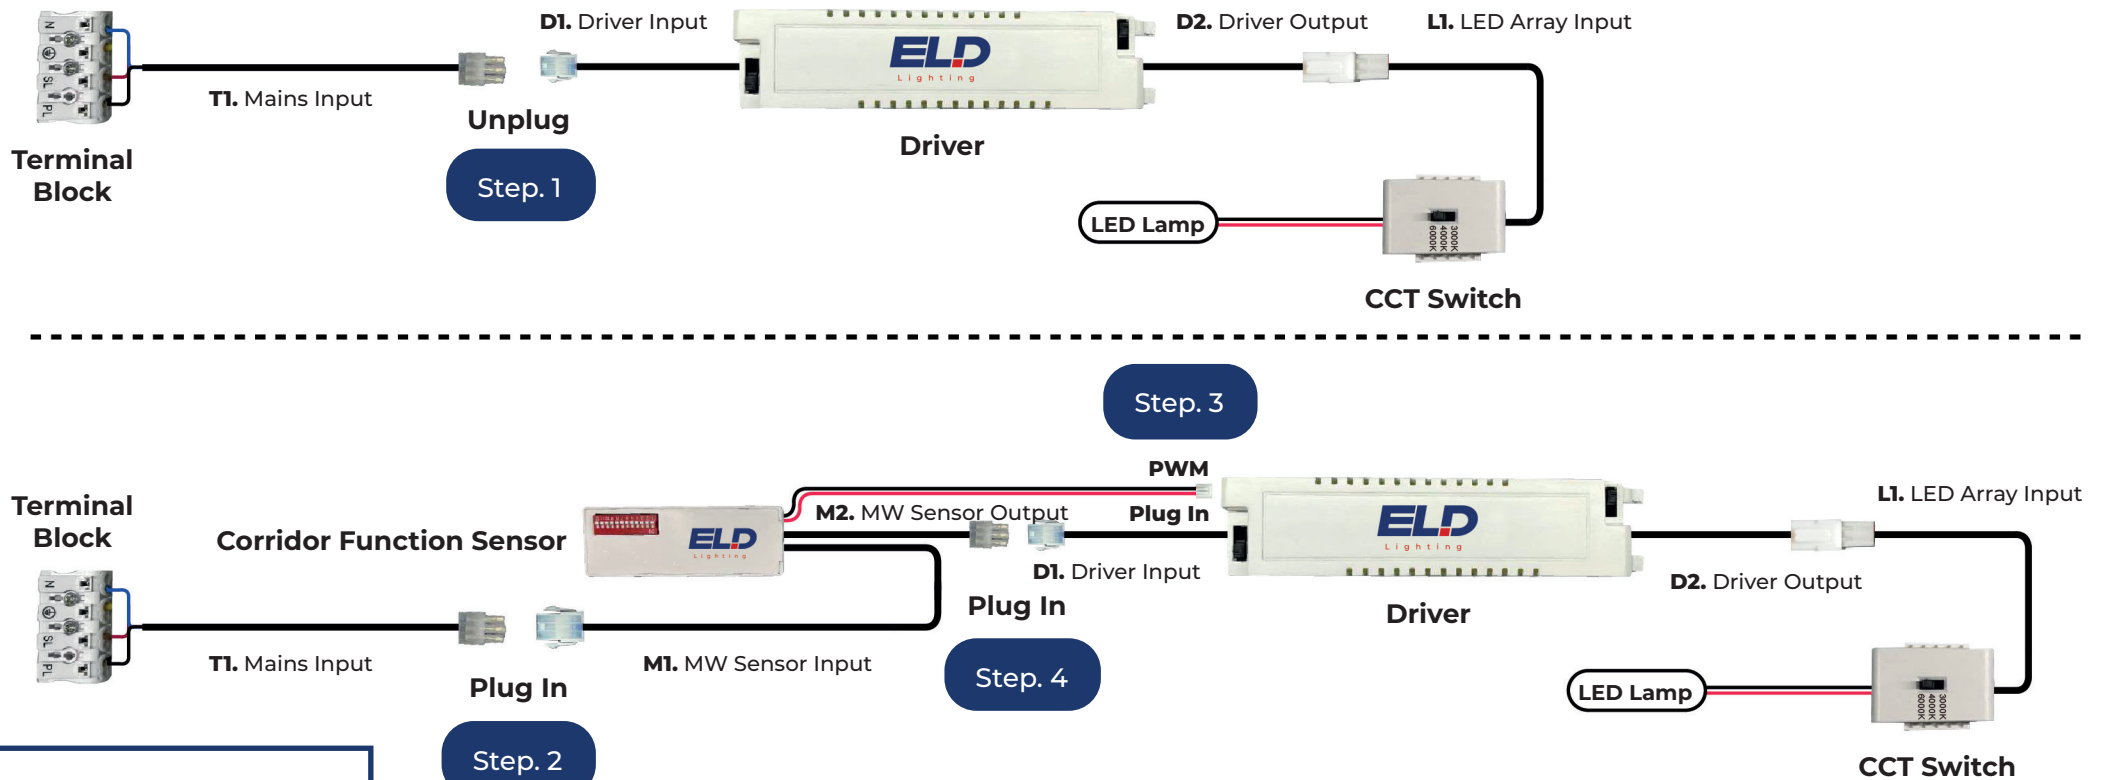 D1. Driver Input
D2. Driver Output
L1. LED Array Input
N
SL
PL
ELD
Lighting
T1. Mains Input
Unplug
Driver
Terminal
Block
Step. 1
LED Lamp
3000K
4000K
6000K
CCT Switch
Step. 3
PWM
Terminal
Block
Corridor Function Sensor
ELD
Lighting
M2. MW Sensor Output
Plug In
ELD
Lighting
L1. LED Array Input
D1. Driver Input
D2. Driver Output
N
SL
PL
Plug In
Driver
T1. Mains Input
M1. MW Sensor Input
Plug In
Step. 4
LED Lamp
3000K
4000K
6000K
Step. 2
CCT Switch